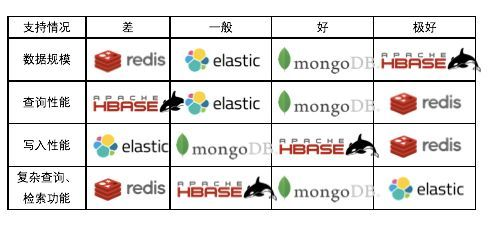 支持情况 差 一般 好 极好
数据规模 redis elastic mongoDB. APACHE HBASE
查询性能 APACHE HBASE elastic mongoDB. redis
写入性能 elastic mongoDB APACHE HBASE redis
复杂查询、 redis APACHE HBASE mongoDB. elastic
检索功能